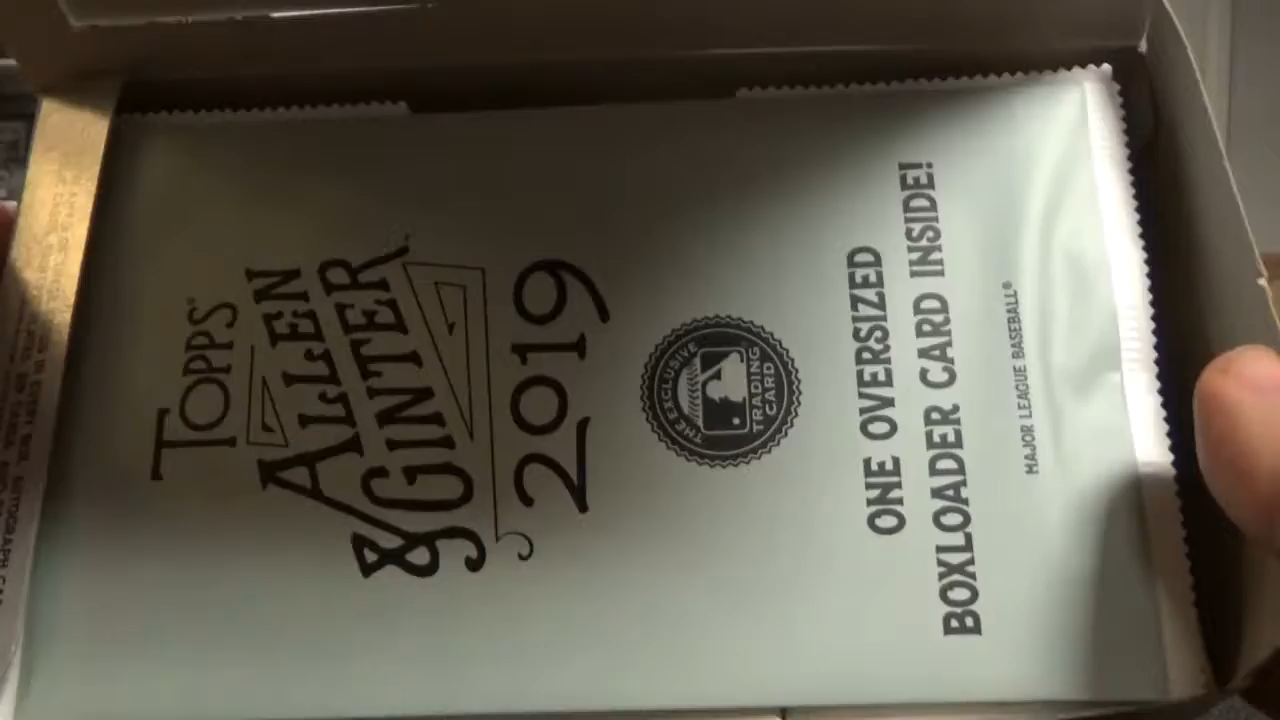 TOPPS®
ALLEN
& GINTER
2019
THE EXCLUSIVE
TRADING
CARD
ONE OVERSIZED
BOXLOADER CARD INSIDE!
MAJOR LEAGUE BASEBALL®